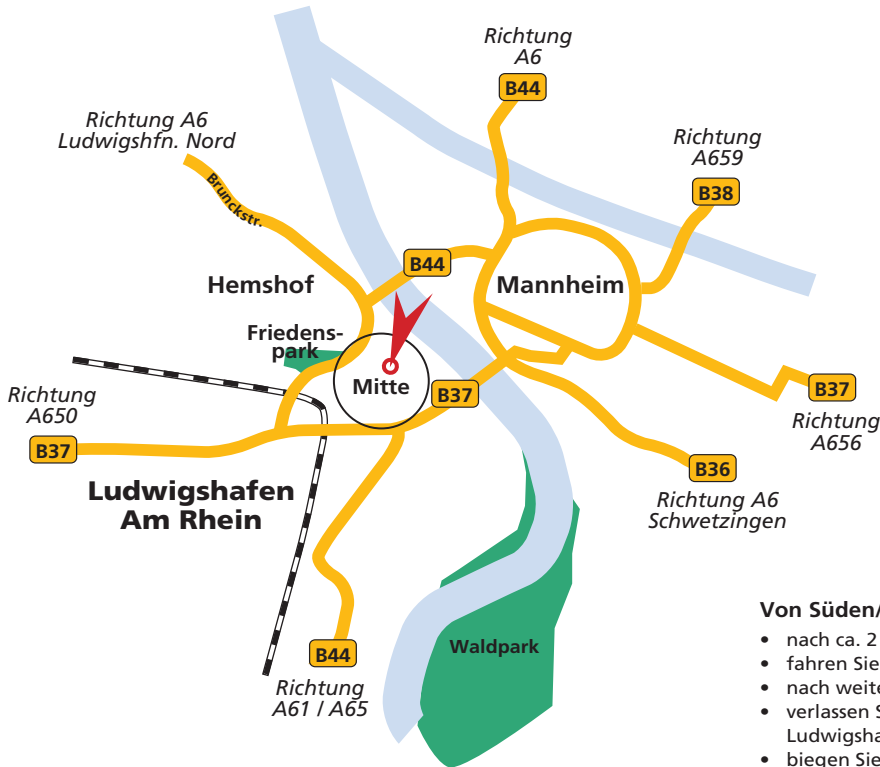 Richtung
A6
B44
Richtung A6
Ludwigshfn. Nord
Richtung
A659
B38
Brunckstr.
B44
Hemshof
Mannheim
Friedens-
park
Mitte
B37
Richtung
A650
B37
B37
Richtung
A656
Ludwigshafen
Am Rhein
B36
Richtung A6
Schwetzingen
B44
Richtung
A61 / A65
Waldpark
Von Süden/
• nach ca. 2
• fahren Sie
• nach weite
• verlassen S
Ludwigsha
• biegen Sie